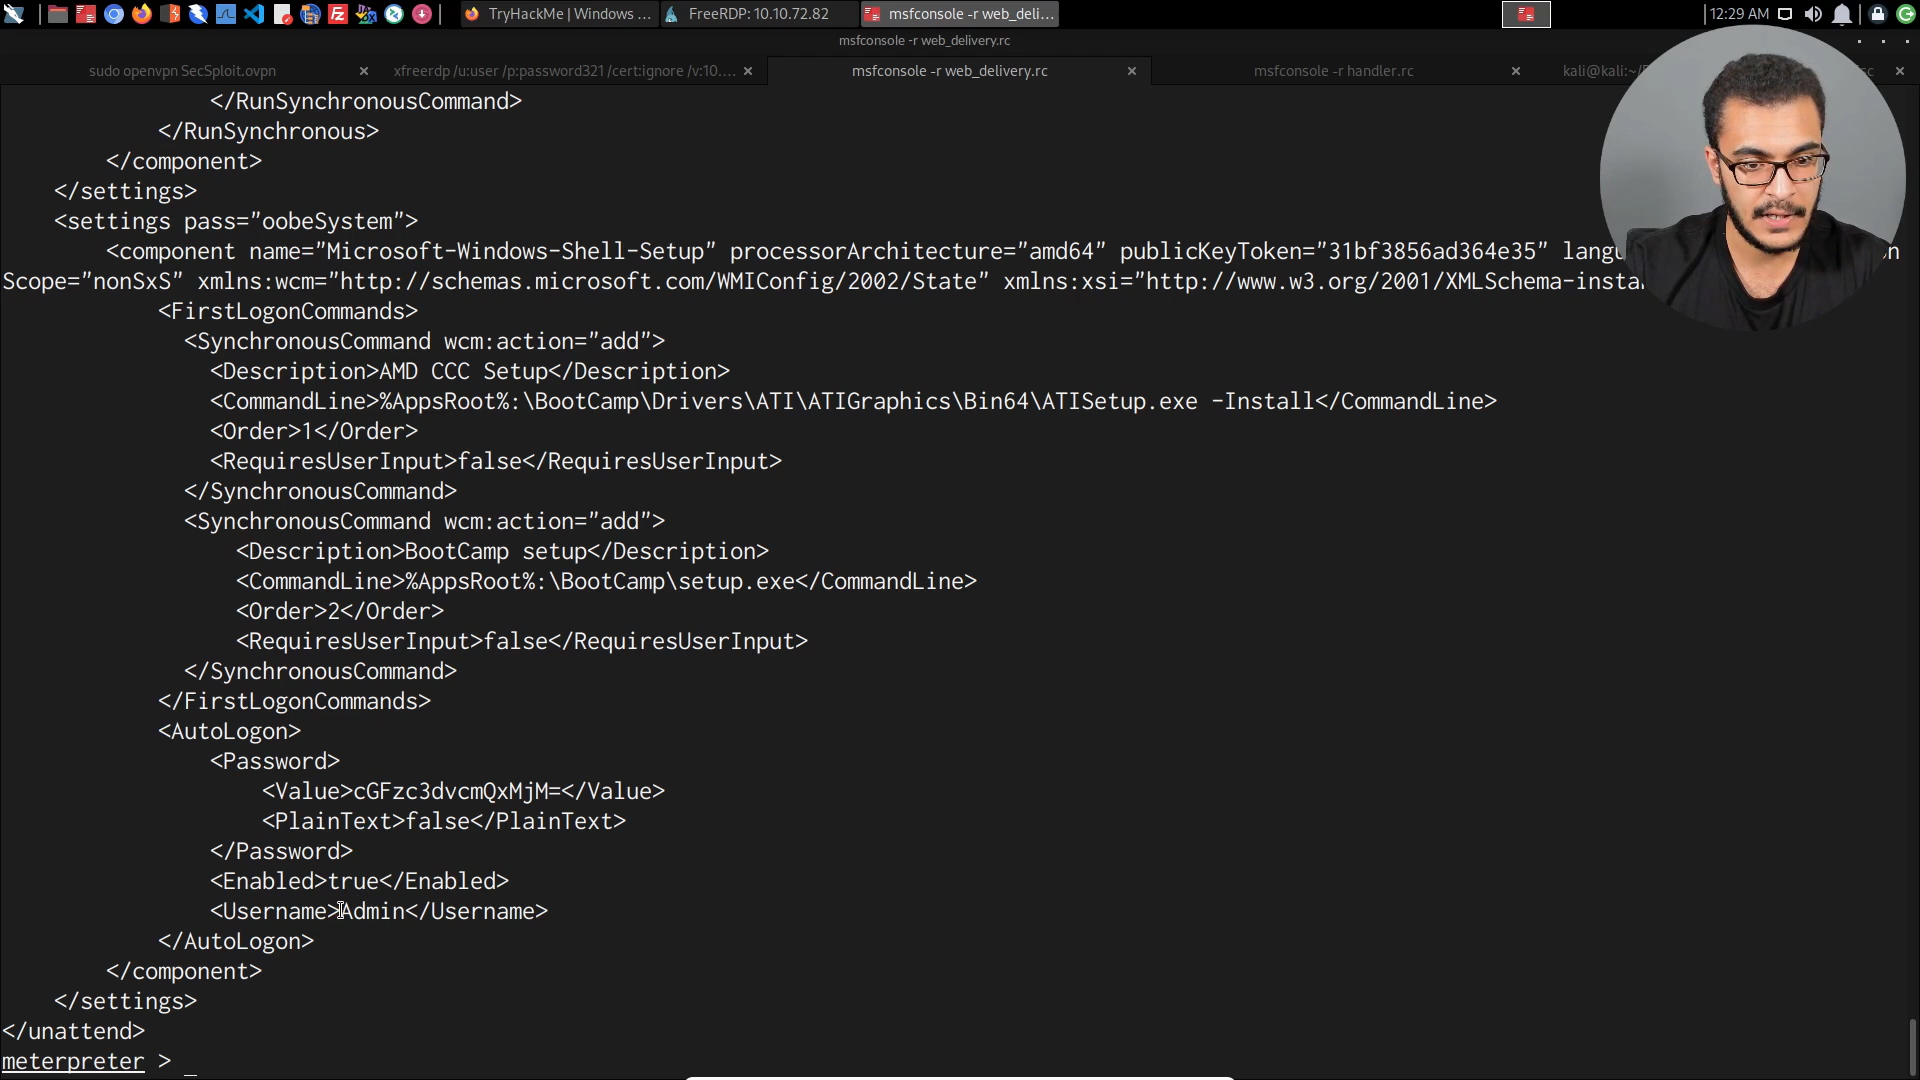 TryHackMe | Windows ...
FreeRDP: 10.10.72.82
msfconsole -r web_deli...
12:29 AM
msfconsole -r web_delivery.rc
sudo openvpn SecSploit.ovpn
xfreerdp /u:user /p:password321 /cert:ignore /v:10....
msfconsole -r web_delivery.rc
msfconsole -r handler.rc
kali@kali:~/
</RunSynchronousCommand>
</RunSynchronous>
</component>
</settings>
<settings pass="oobeSystem">
<component name="Microsoft-Windows-Shell-Setup" processorArchitecture="amd64" publicKeyToken="31bf3856ad364e35" langu
Scope="nonSxS" xmlns:wcm="http://schemas.microsoft.com/WMIConfig/2002/State" xmlns:xsi="http://www.w3.org/2001/XMLSchema-insta
<FirstLogonCommands>
<SynchronousCommand wcm:action="add">
<Description>AMD CCC Setup</Description>
<CommandLine>%AppsRoot%:\BootCamp\Drivers\ATI\ATIGraphics\Bin64\ATISetup.exe -Install</CommandLine>
<Order>1</Order>
<RequiresUserInput>false</RequiresUserInput>
</SynchronousCommand>
<SynchronousCommand wcm:action="add">
<Description>BootCamp setup</Description>
<CommandLine>%AppsRoot%:\BootCamp\setup.exe</CommandLine>
<Order>2</Order>
<RequiresUserInput>false</RequiresUserInput>
</SynchronousCommand>
</FirstLogonCommands>
<AutoLogon>
<Password>
<Value>cGFzc3dvcmQxMjM=</Value>
<PlainText>false</PlainText>
</Password>
<Enabled>true</Enabled>
<Username>Admin</Username>
</AutoLogon>
</component>
</settings>
</unattend>
meterpreter > _